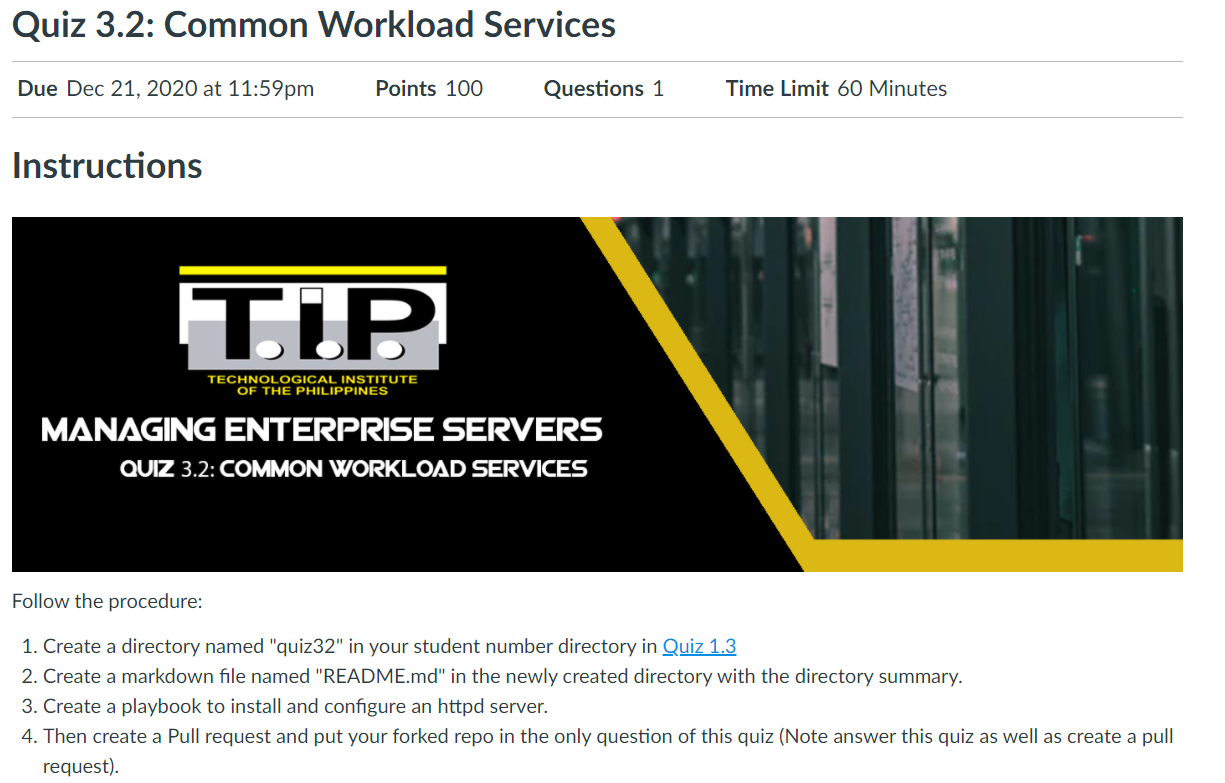 Quiz 3.2: Common Workload Services
Due Dec 21, 2020 at 11:59pm Points 100 Questions 1 Time Limit 60 Minutes
Instructions
T.I.P.
TECHNOLOGICAL INSTITUTE
OF THE PHILIPPINES
MANAGING ENTERPRISE SERVERS
QUIZ 3.2: COMMON WORKLOAD SERVICES
Follow the procedure:
1. Create a directory named "quiz32" in your student number directory in Quiz 1.3
2. Create a markdown file named "README.md" in the newly created directory with the directory summary.
3. Create a playbook to install and configure an httpd server.
4. Then create a Pull request and put your forked repo in the only question of this quiz (Note answer this quiz as well as create a pull
request).